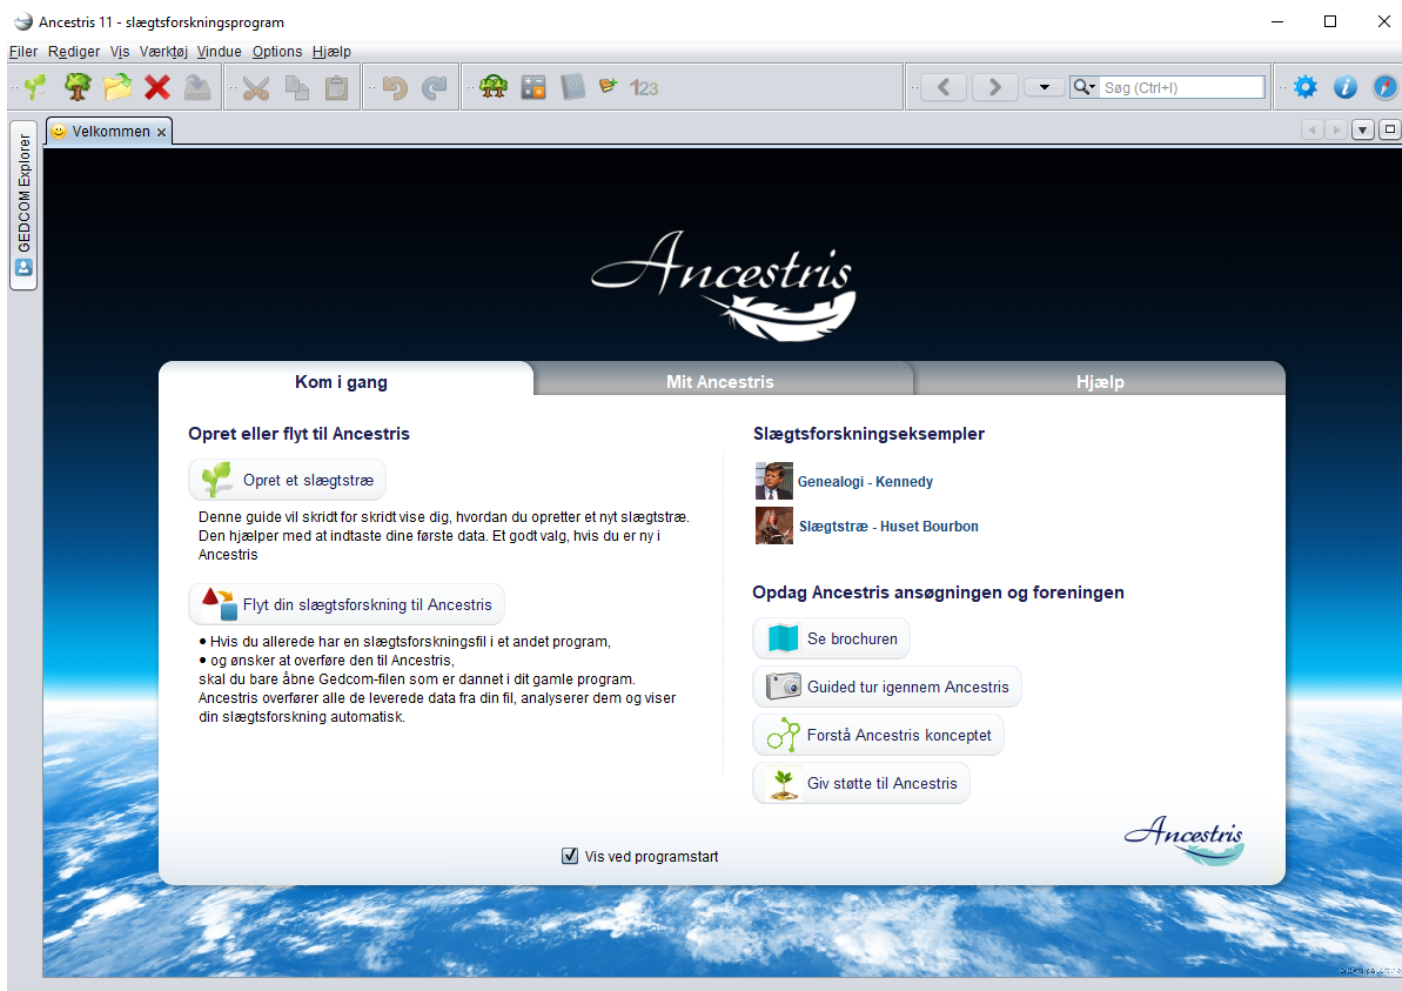 Ancestris 11 - slægtsforskningsprogram
Filer Rediger Vis Værktøj Vindue Options Hjælp
123
Søg (Ctrl+I)
Velkommen x
GEDCOM Explorer
Ancestris
Kom i gang
Mit Ancestris
Hjælp
Opret eller flyt til Ancestris
Opret et slægtstræ
Denne guide vil skridt for skridt vise dig, hvordan du opretter et nyt slægtstræ.
Den hjælper med at indtaste dine første data. Et godt valg, hvis du er ny i
Ancestris
Flyt din slægtsforskning til Ancestris
• Hvis du allerede har en slægtsforskningsfil i et andet program,
• og ønsker at overføre den til Ancestris,
skal du bare åbne Gedcom-filen som er dannet i dit gamle program.
Ancestris overfører alle de leverede data fra din fil, analyserer dem og viser
din slægtsforskning automatisk.
Slægtsforskningseksempler
Genealogi - Kennedy
Slægtstræ - Huset Bourbon
Opdag Ancestris ansøgningen og foreningen
Se brochuren
Guided tur igennem Ancestris
Forstå Ancestris konceptet
Giv støtte til Ancestris
Ancestris
Vis ved programstart